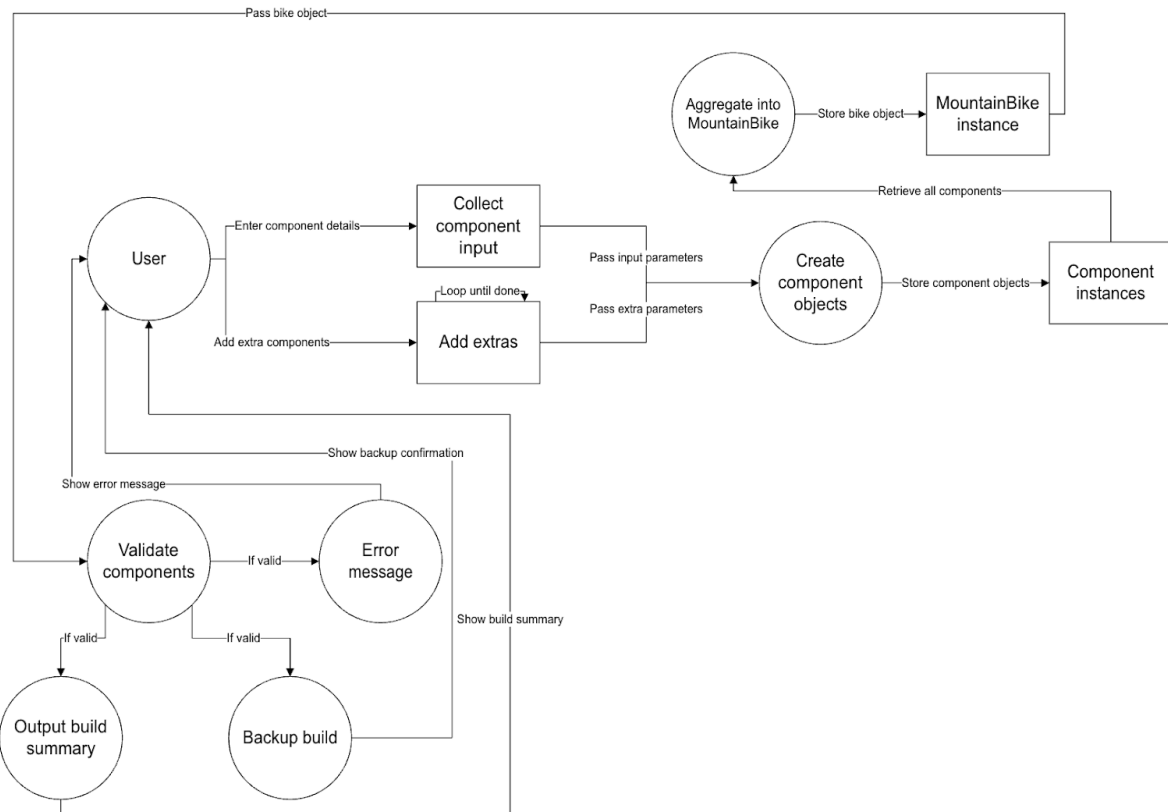 Pass bike object
Aggregate into
MountainBike
Store bike object
MountainBike
instance
Retrieve all components
User
Enter component details
Collect
component
input
Pass input parameters
Loop until done
Add extra components
Add extras
Pass extra parameters
Create
component
objects
Store component objects
Component
instances
Show backup confirmation
Show error message
Validate
components
If valid
Error
message
Show build summary
If valid
If valid
Output build
summary
Backup build